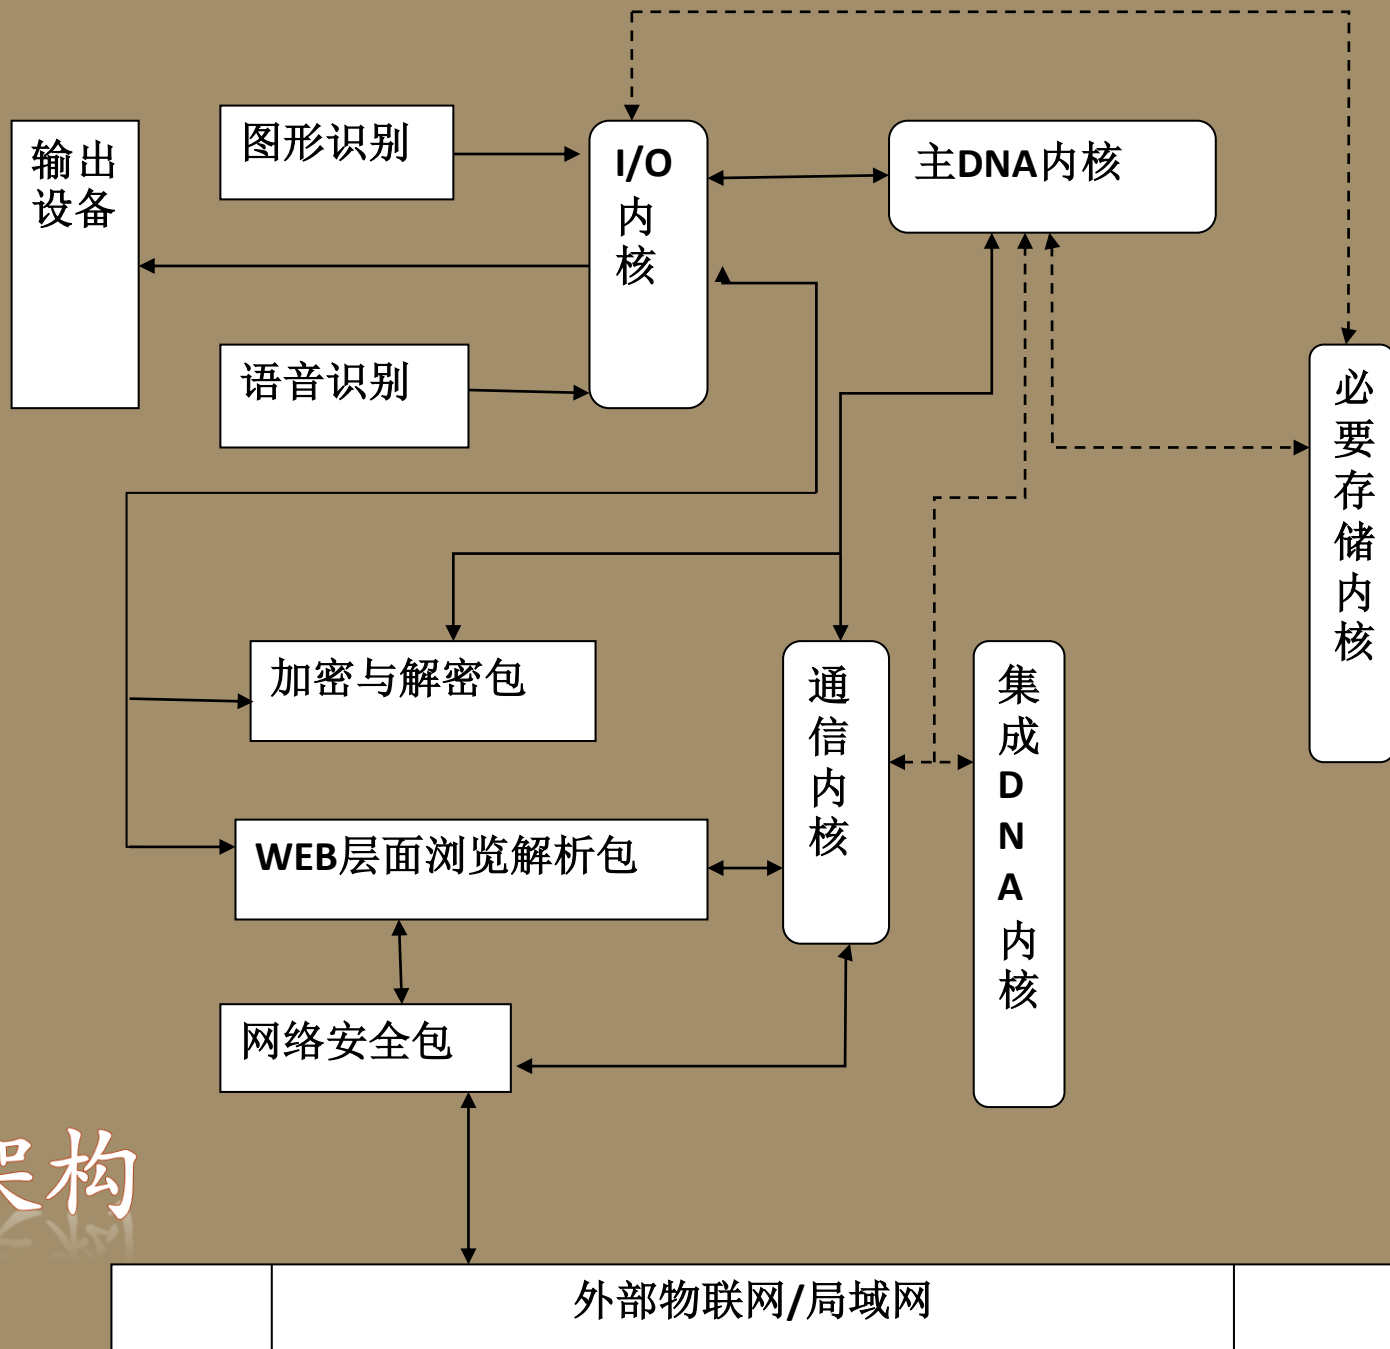 图形识别
输出
设备
I/O
内
核
主DNA内核
语音识别
必
要
存
储
内
核
加密与解密包
通
信
内
核
集
成
D
N
A
内
核
WEB层面浏览解析包
网络安全包
架构
外部物联网/局域网